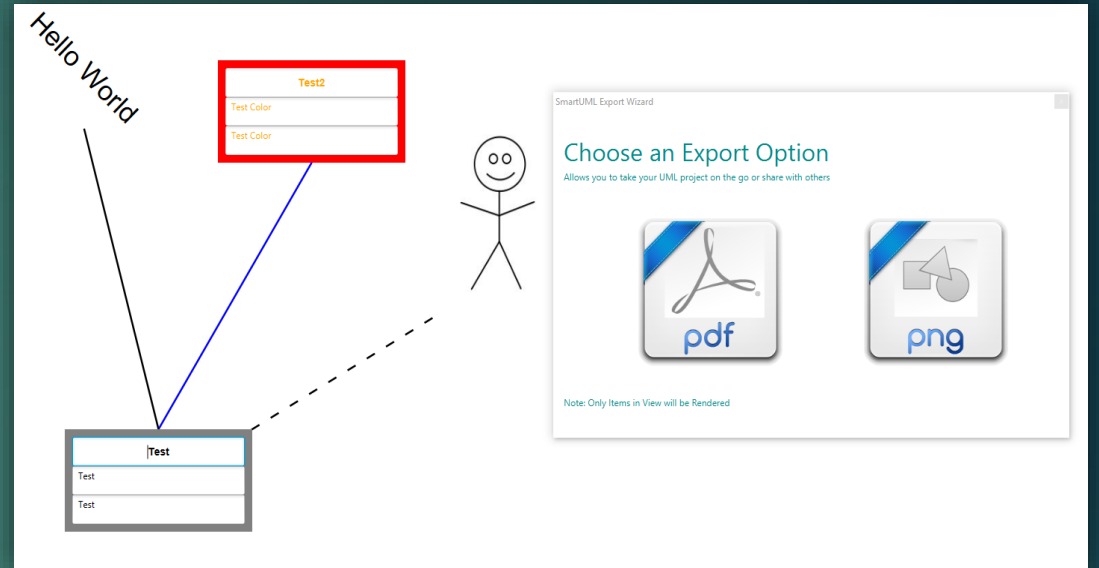 Hello World
Test2
Test Color
Test Color
Test
Test
Test
SmartUML Export Wizard
Choose an Export Option
Allows you to take your UML project on the go or share with others
pdf
png
Note: Only Items in View will be Rendered